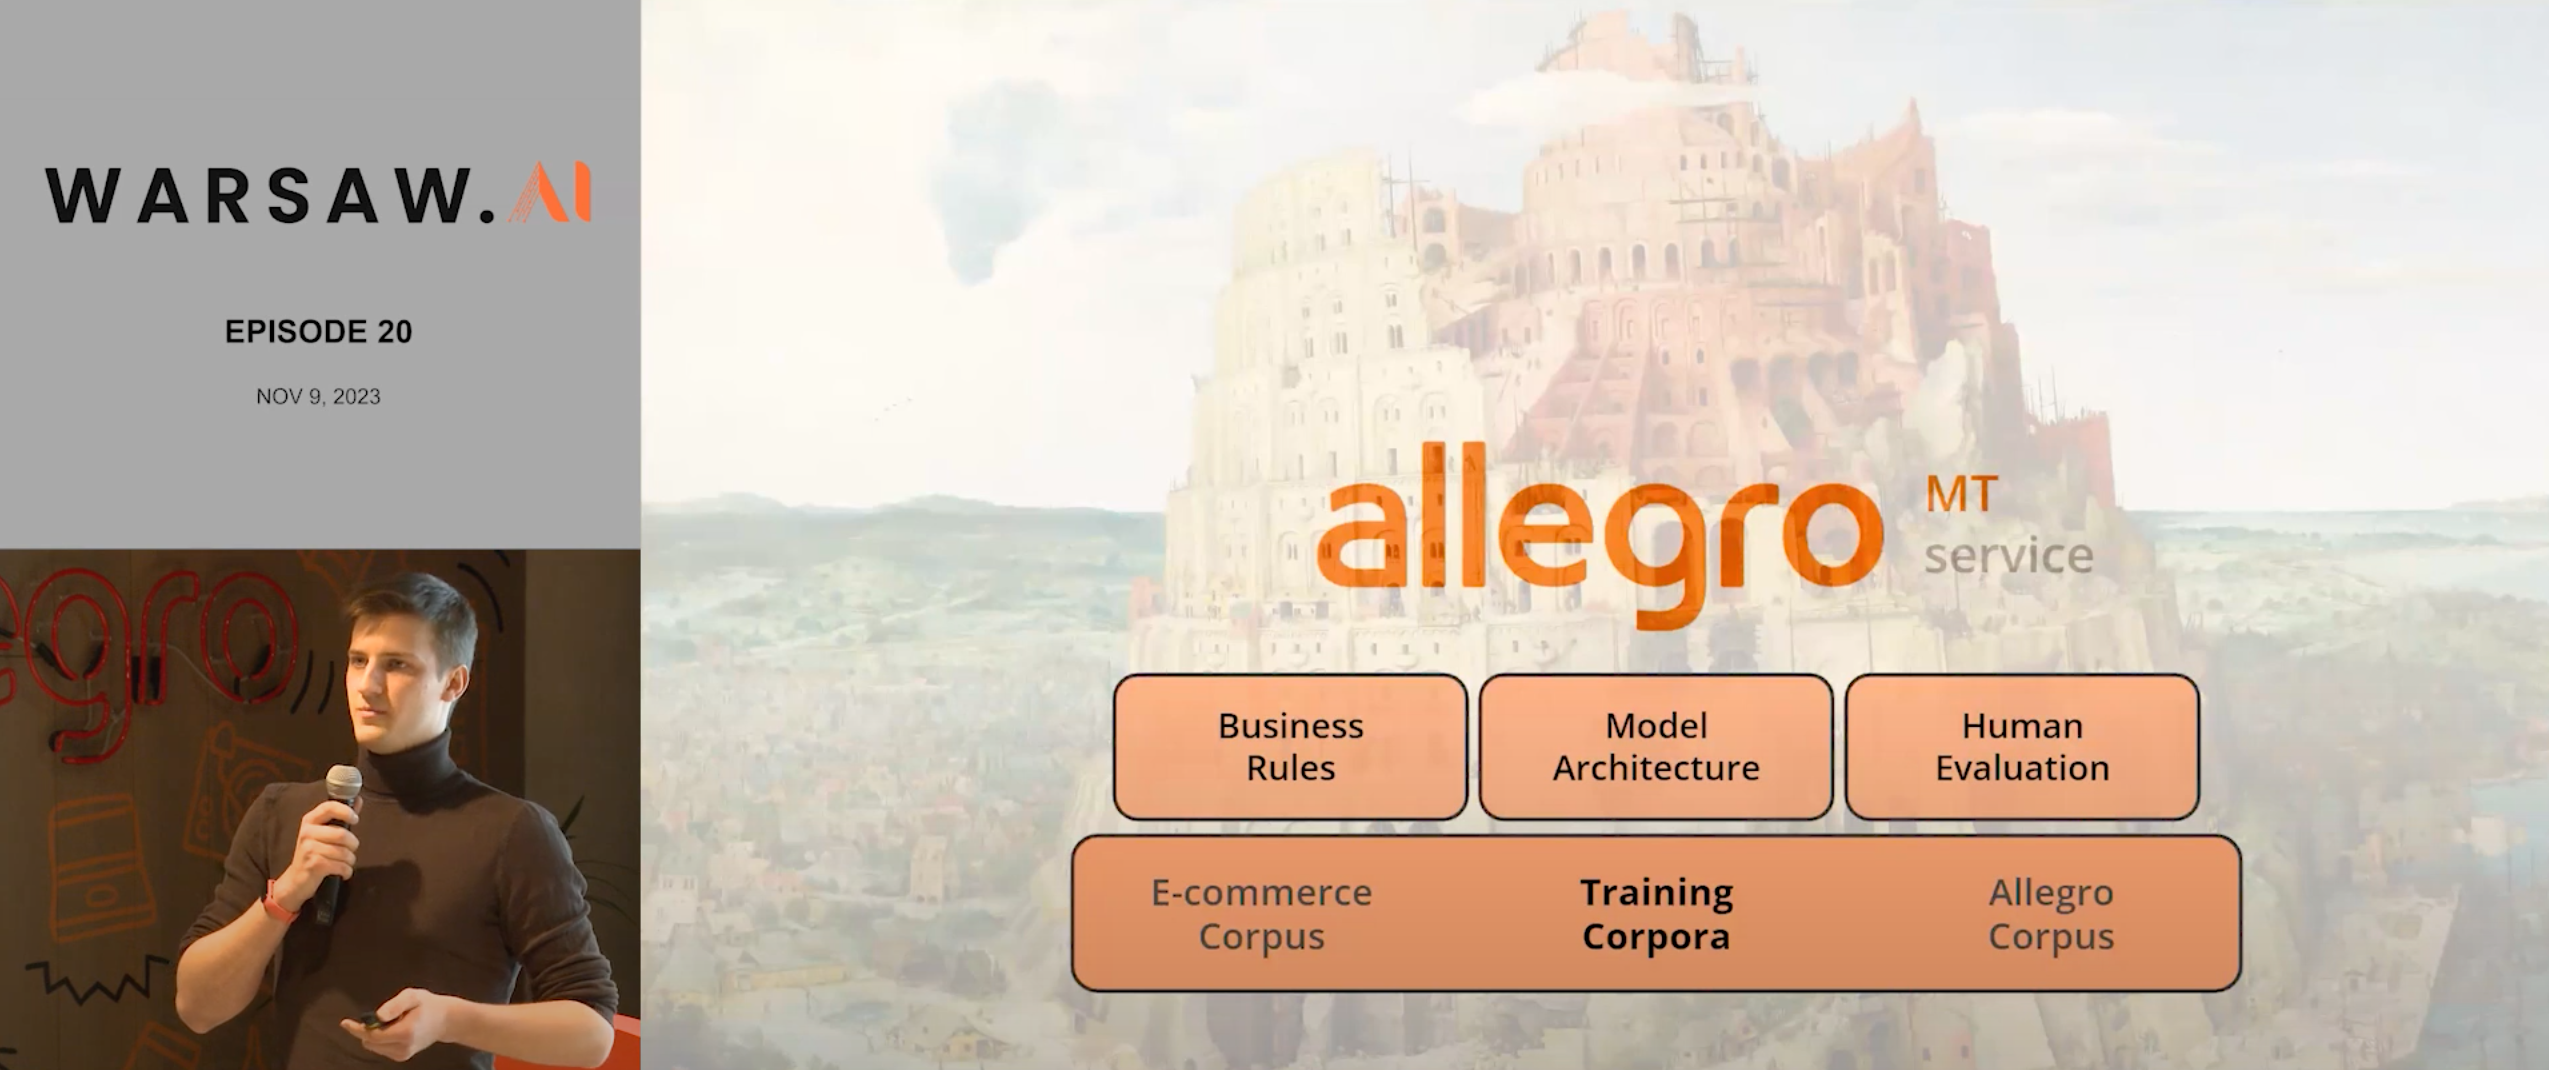 WARSAW.AI
EPISODE 20
NOV 9, 2023
egro
allegro
MT
service
Business
Rules
Model
Architecture
Human
Evaluation
E-commerce
Corpus
Training
Corpora
Allegro
Corpus